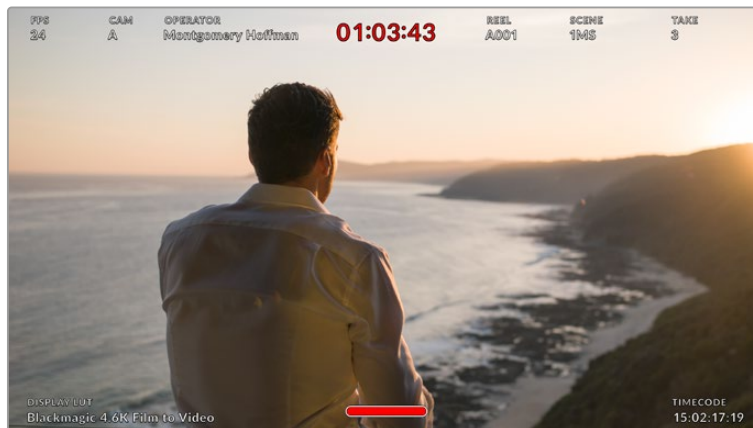 FPS CAM OPERATOR REEL SCENE TAKE
24 A Montgomery Hoffman 01:03:43 A001 1MS 3
DISPLAY LUT TIMECODE
Blackmagic 4.6K Film to Video 15:02:17:19